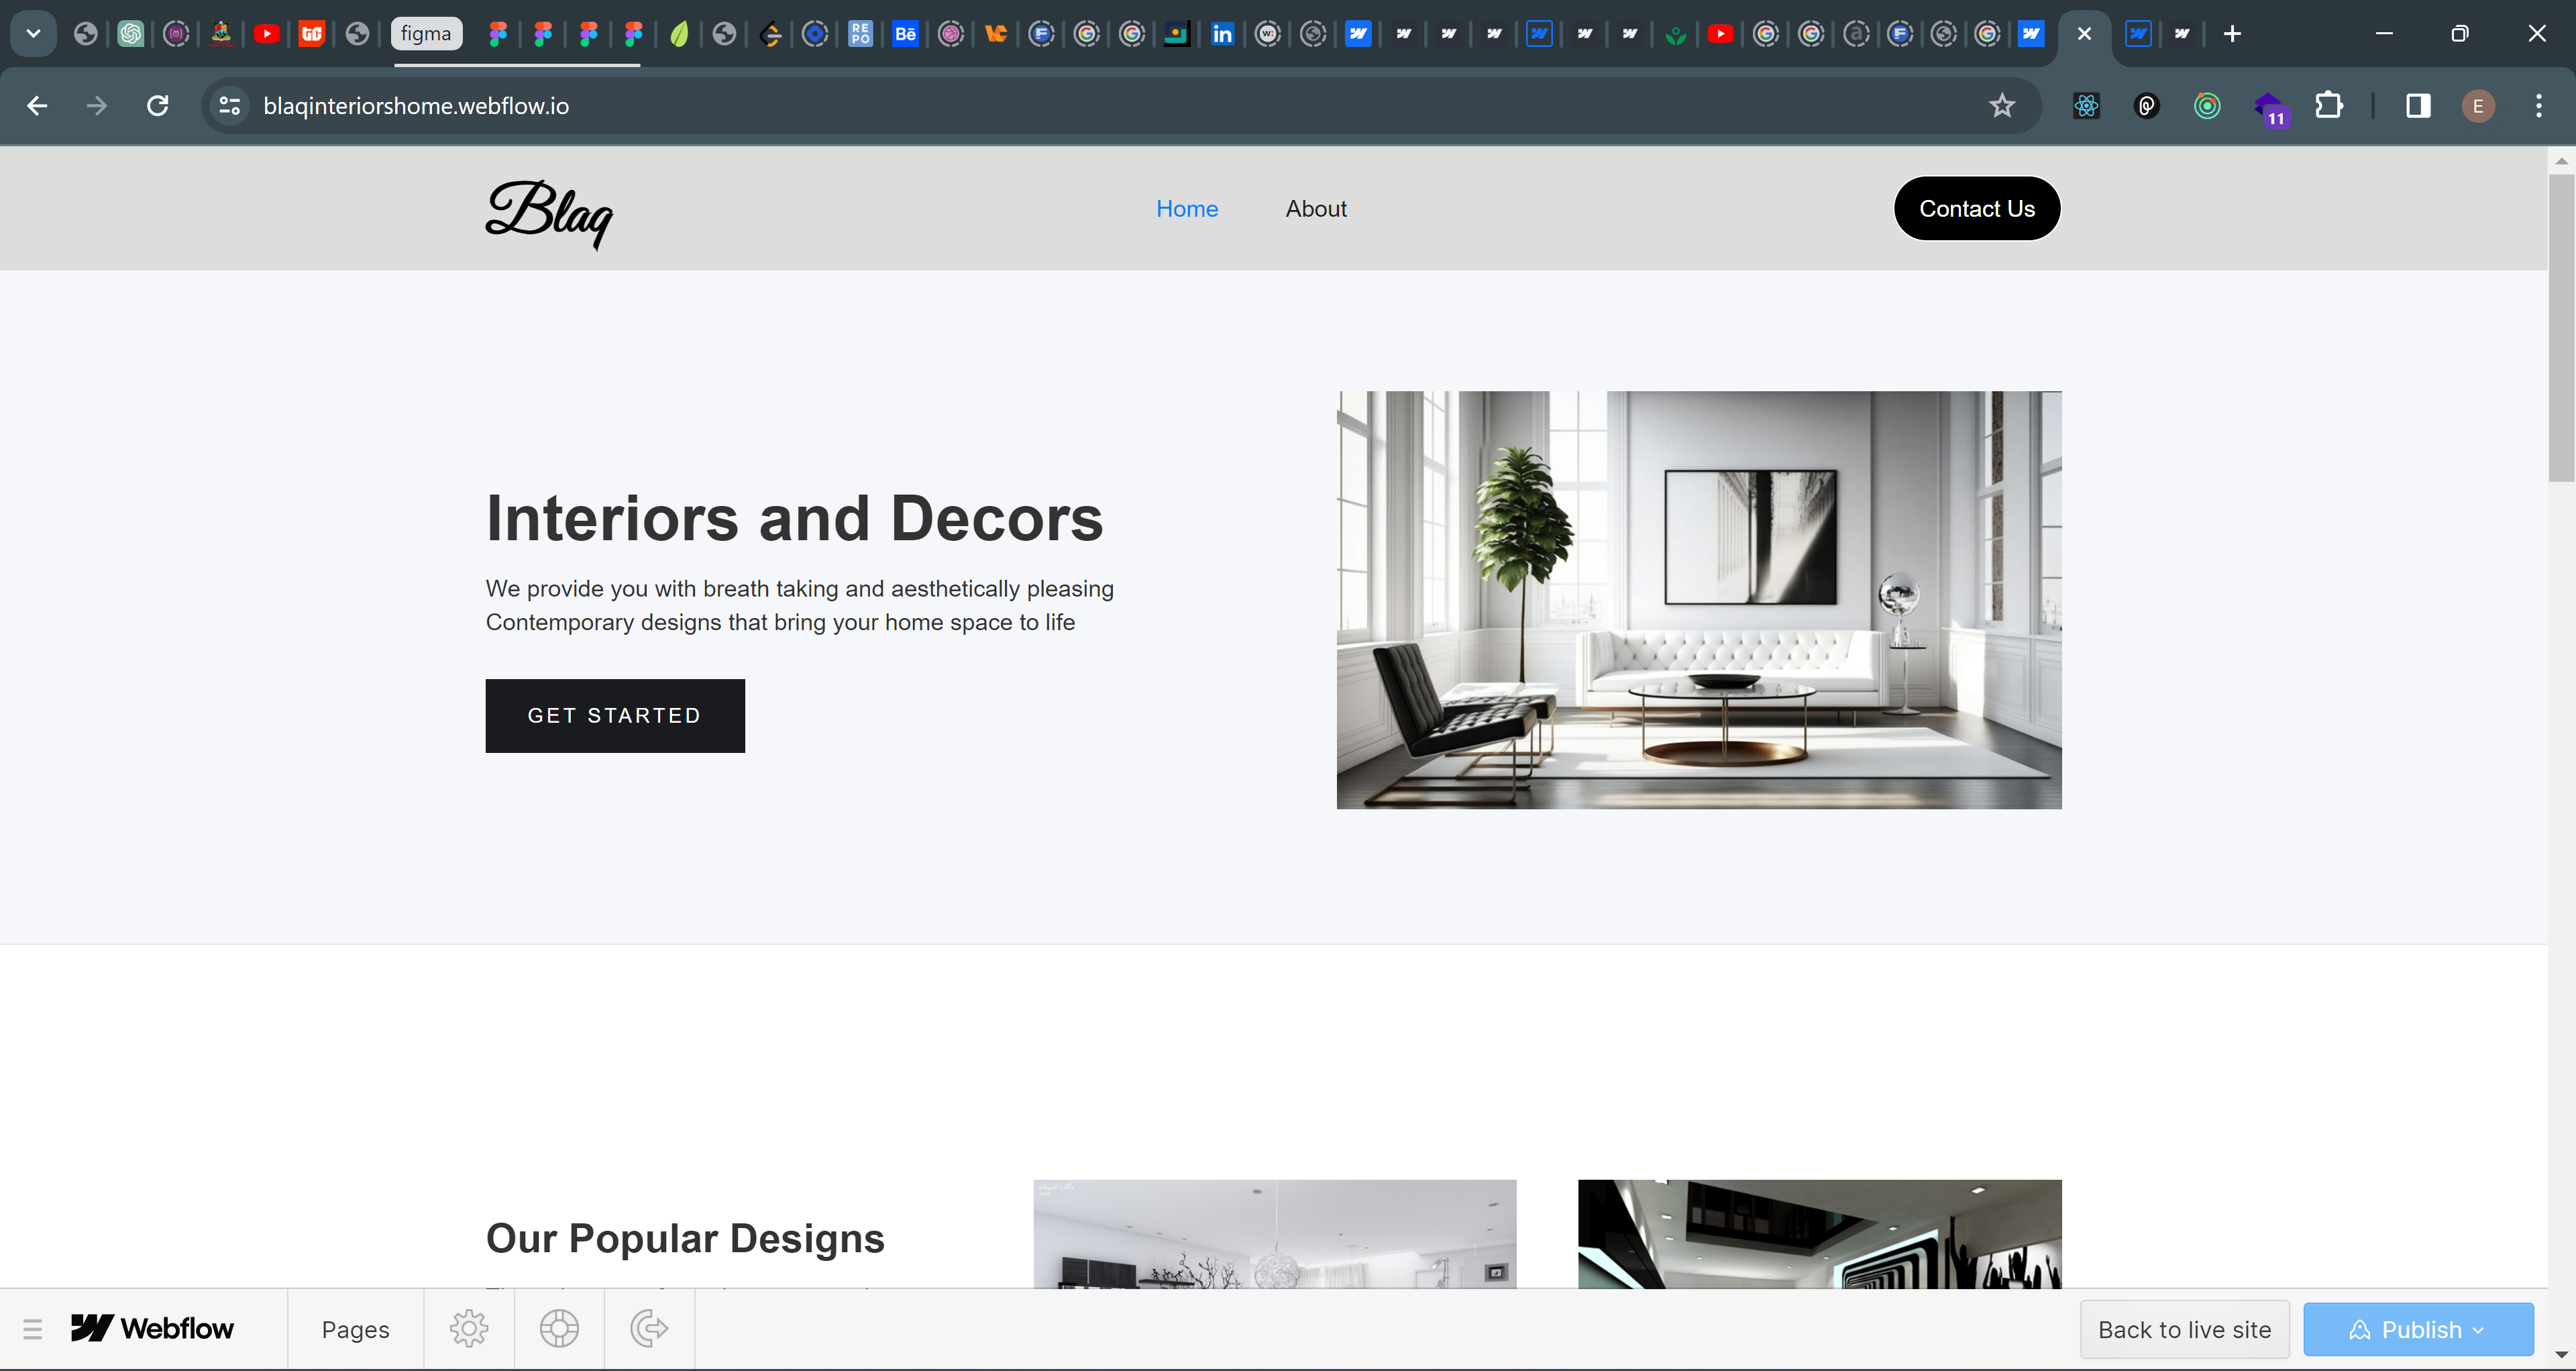 figma
blaqinteriorshome.webflow.io
11
E
Blaq
Home
About
Contact Us
Interiors and Decors
We provide you with breath taking and aesthetically pleasing
Contemporary designs that bring your home space to life
GET STARTED
Our Popular Designs
Webflow
Pages
Back to live site
Publish